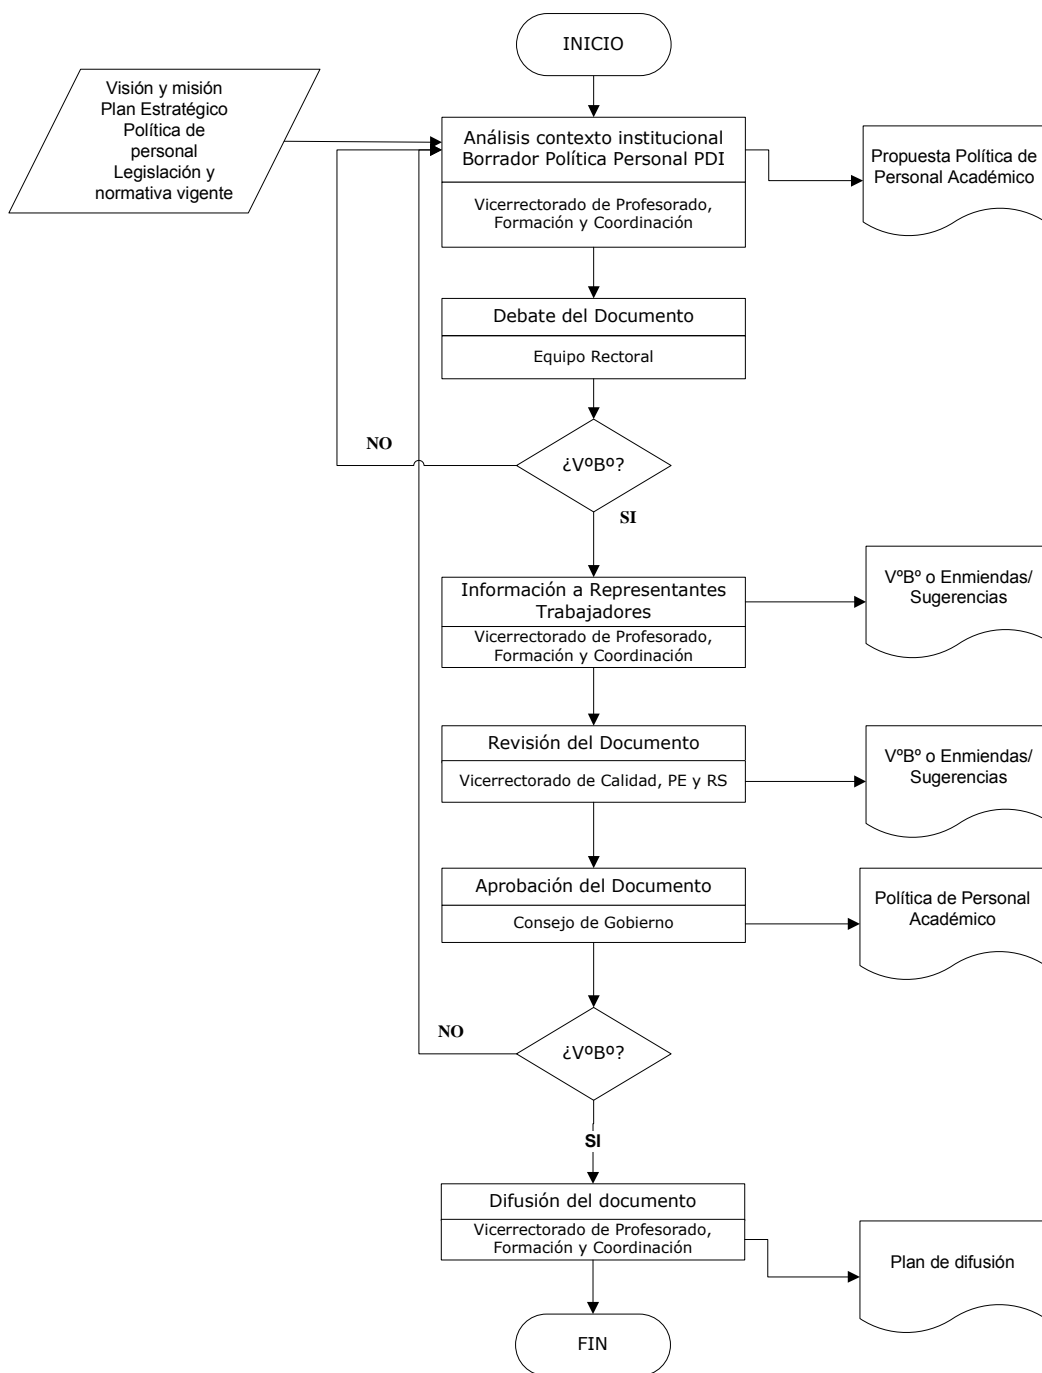 INICIO
Visión y misión
Plan Estratégico
Política de
personal
Legislación y
normativa vigente
Análisis contexto institucional
Borrador Política Personal PDI
Vicerrectorado de Profesorado,
Formación y Coordinación
Propuesta Política de
Personal Académico
Debate del Documento
Equipo Rectoral
¿VºBº?
NO
SI
Información a Representantes
Trabajadores
Vicerrectorado de Profesorado,
Formación y Coordinación
VºBº o Enmiendas/
Sugerencias
Revisión del Documento
Vicerrectorado de Calidad, PE y RS
VºBº o Enmiendas/
Sugerencias
Aprobación del Documento
Consejo de Gobierno
Política de Personal
Académico
¿VºBº?
NO
SI
Difusión del documento
Vicerrectorado de Profesorado,
Formación y Coordinación
Plan de difusión
FIN